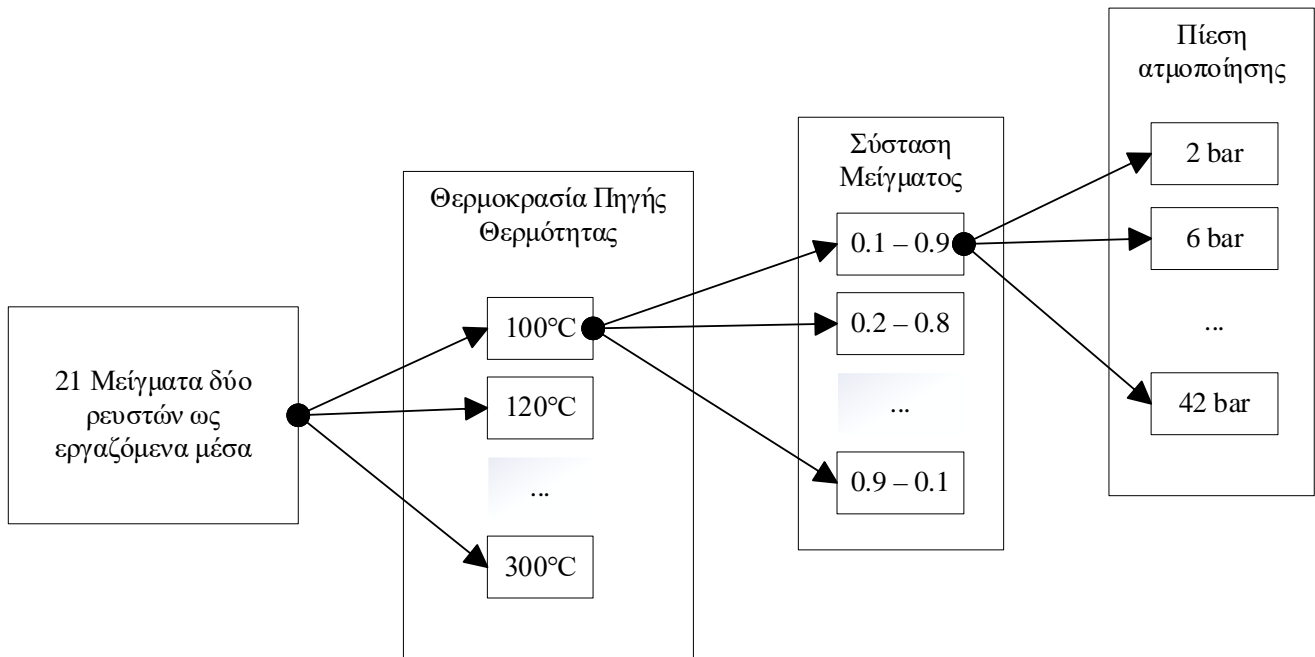 21 Μείγματα δύο
ρευστών ως
εργαζόμενα μέσα
Θερμοκρασία Πηγής
Θερμότητας
100°C
120°C
...
300°C
Σύσταση
Μείγματος
0.1 – 0.9
0.2 – 0.8
...
0.9 – 0.1
Πίεση
ατμοποίησης
2 bar
6 bar
...
42 bar